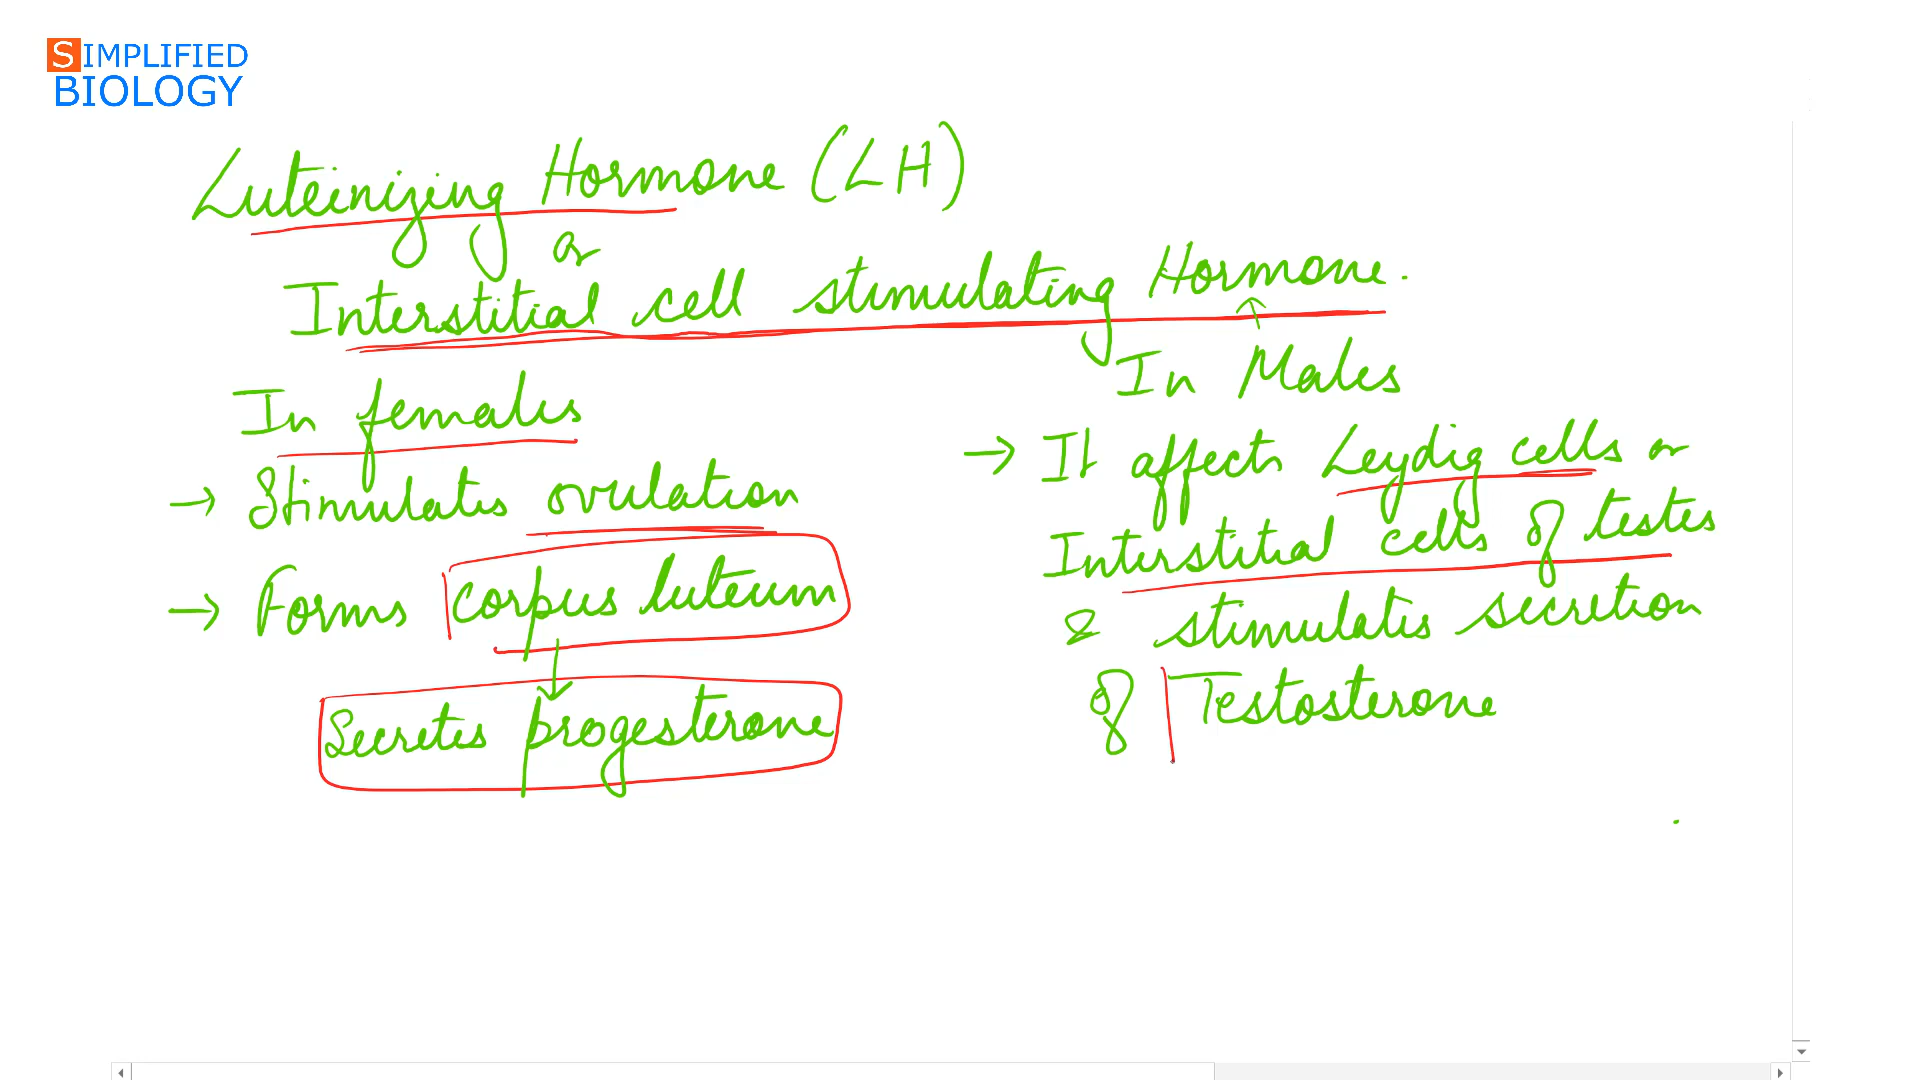 SIMPLIFIED
BIOLOGY
Luteinizing Hormone (LH)
or
Interstitial cell stimulating Hormone.
In females
→ Stimulates ovulation
→ Forms corpus luteum
Secretes progesterone
In Males
→ It affects Leydig cells or
Interstitial cells of testes
& stimulates secretion
of Testosterone